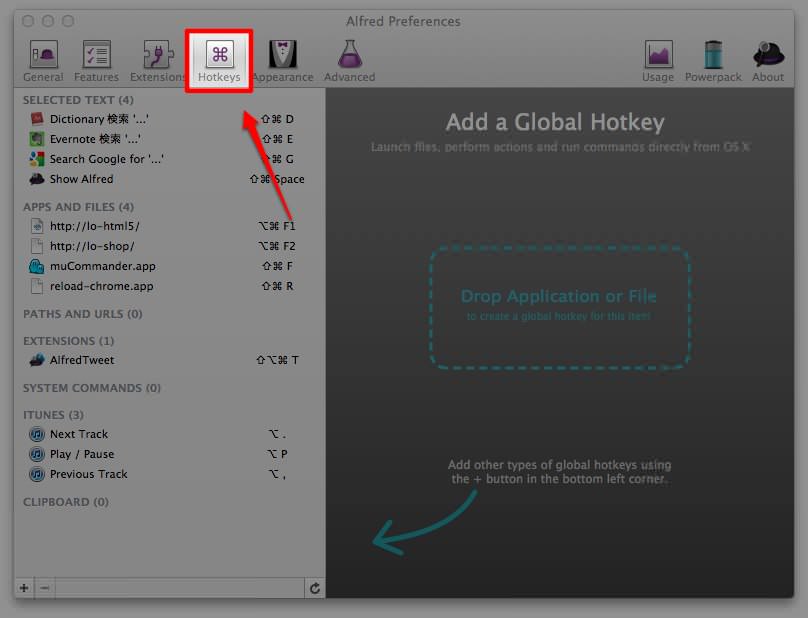 Alfred Preferences
General Features Extensions Hotkeys Appearance Advanced Usage Powerpack About
SELECTED TEXT (4)
Dictionary 検索 '...' ⇧⌘ D
Evernote 検索 '...' ⇧⌘ E
Search Google for '...' ⇧⌘ G
Show Alfred ⇧⌘ Space
APPS AND FILES (4)
http://lo-html5/ ⌥⌘ F1
http://lo-shop/ ⌥⌘ F2
muCommander.app ⇧⌘ F
reload-chrome.app ⇧⌘ R
PATHS AND URLS (0)
EXTENSIONS (1)
AlfredTweet ⇧⌥⌘ T
SYSTEM COMMANDS (0)
ITUNES (3)
Next Track ⌥ .
Play / Pause ⌥ P
Previous Track ⌥ ,
CLIPBOARD (0)
Add a Global Hotkey
Launch files, perform actions and run commands directly from OS X
Drop Application or File
to create a global hotkey for this item
Add other types of global hotkeys using
the + button in the bottom left corner.